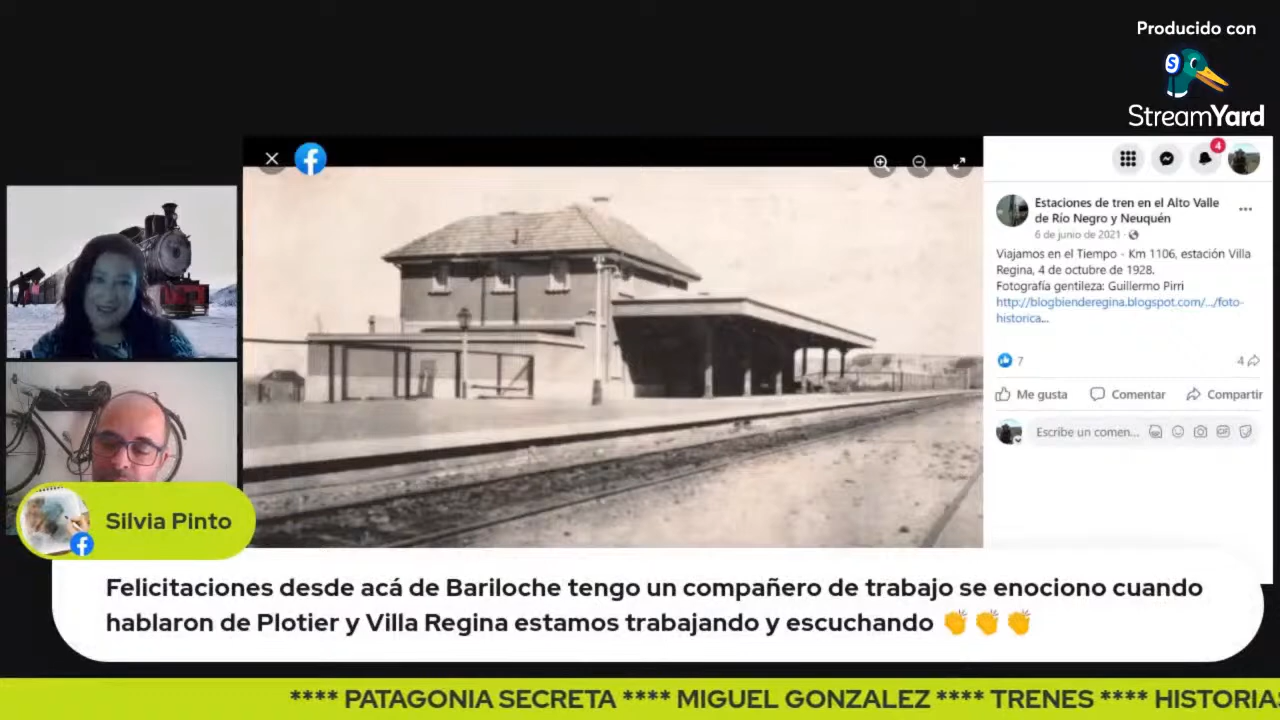 Producido con
StreamYard
4
Estaciones de tren en el Alto Valle
de Río Negro y Neuquén
6 de junio de 2021
Viajamos en el Tiempo - Km 1106, estación Villa
Regina, 4 de octubre de 1928.
Fotografía gentileza: Guillermo Pirri
http://blogbienderegina.blogspot.com/.../foto-
historica...
7
4
Me gusta
Comentar
Compartir
Escribe un comen...
Silvia Pinto
Felicitaciones desde acá de Bariloche tengo un compañero de trabajo se enociono cuando
hablaron de Plotier y Villa Regina estamos trabajando y escuchando 👏👏👏
**** PATAGONIA SECRETA **** MIGUEL GONZALEZ **** TRENES **** HISTORIAS